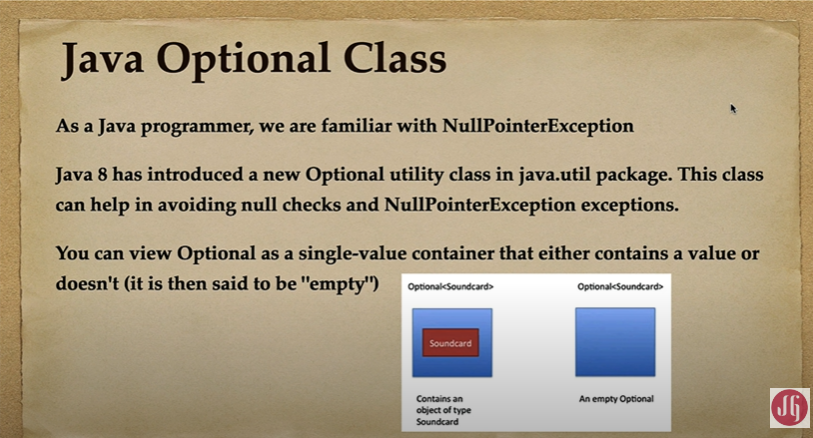 Java Optional Class
As a Java programmer, we are familiar with NullPointerException
Java 8 has introduced a new Optional utility class in java.util package. This class
can help in avoiding null checks and NullPointerException exceptions.
You can view Optional as a single-value container that either contains a value or
doesn't (it is then said to be "empty")
Optional<Soundcard>
Optional<Soundcard>
Soundcard
Contains an
object of type
Soundcard
An empty Optional
JG